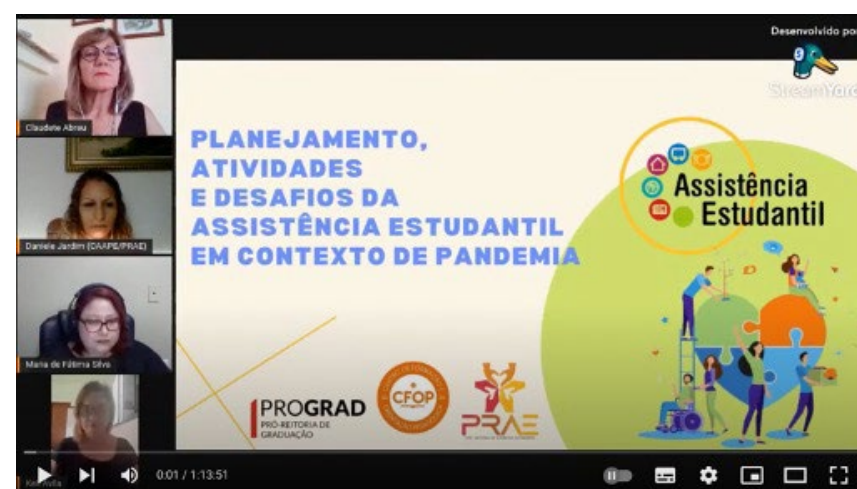 Desenvolvido por
StreamYard
Claudete Abreu
PLANEJAMENTO,
ATIVIDADES
E DESAFIOS DA
ASSISTÊNCIA ESTUDANTIL
EM CONTEXTO DE PANDEMIA
Assistência
Estudantil
Daniele Jardim (CAAPE/PRAE)
Maria de Fátima Silva
PROGRAD
PRÓ-REITORIA DE
GRADUAÇÃO
CFOP
PRAE
0:01 / 1:13:51